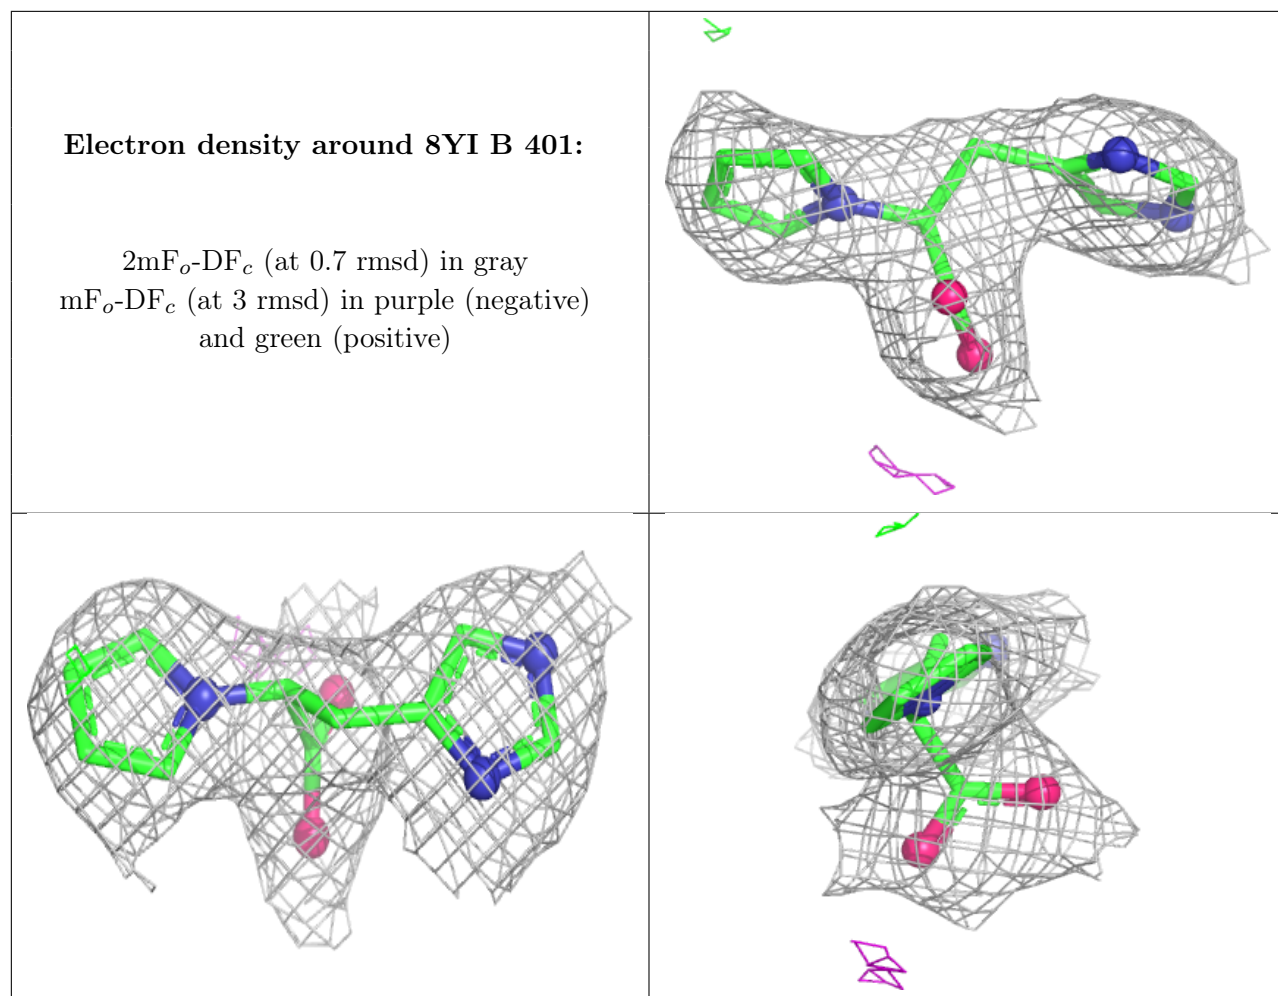 Electron density around 8YI B 401:
2mFo-DFc (at 0.7 rmsd) in gray
mFo-DFc (at 3 rmsd) in purple (negative)
and green (positive)